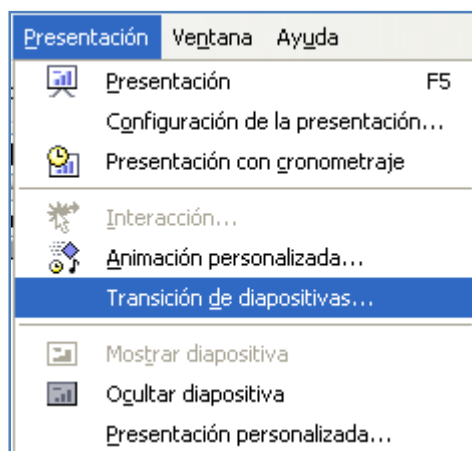 Presentación Ventana Ayuda
Presentación F5
Configuración de la presentación...
Presentación con cronometraje
Interacción...
Animación personalizada...
Transición de diapositivas...
Mostrar diapositiva
Ocultar diapositiva
Presentación personalizada...